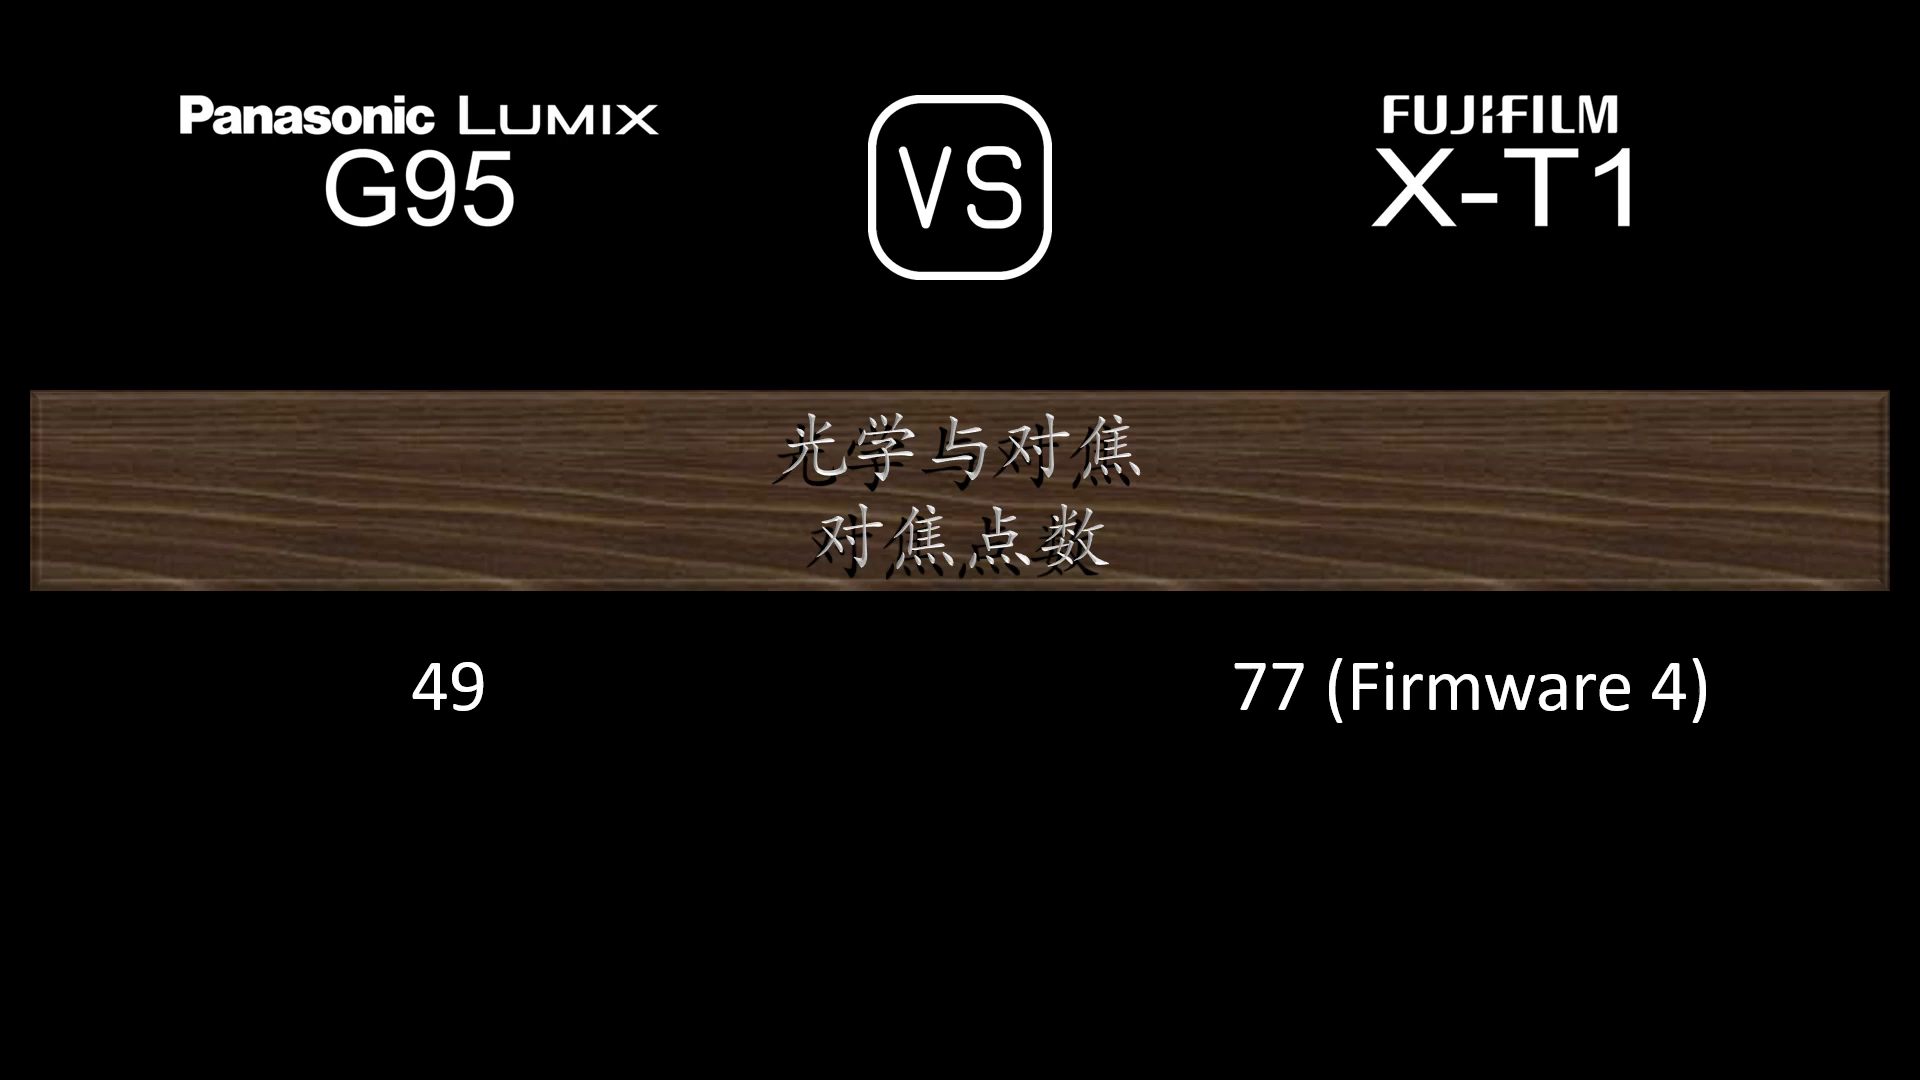 Panasonic LUMIX
G95
VS
FUJIFILM
X-T1
光学与对焦
对焦点数
49
77 (Firmware 4)